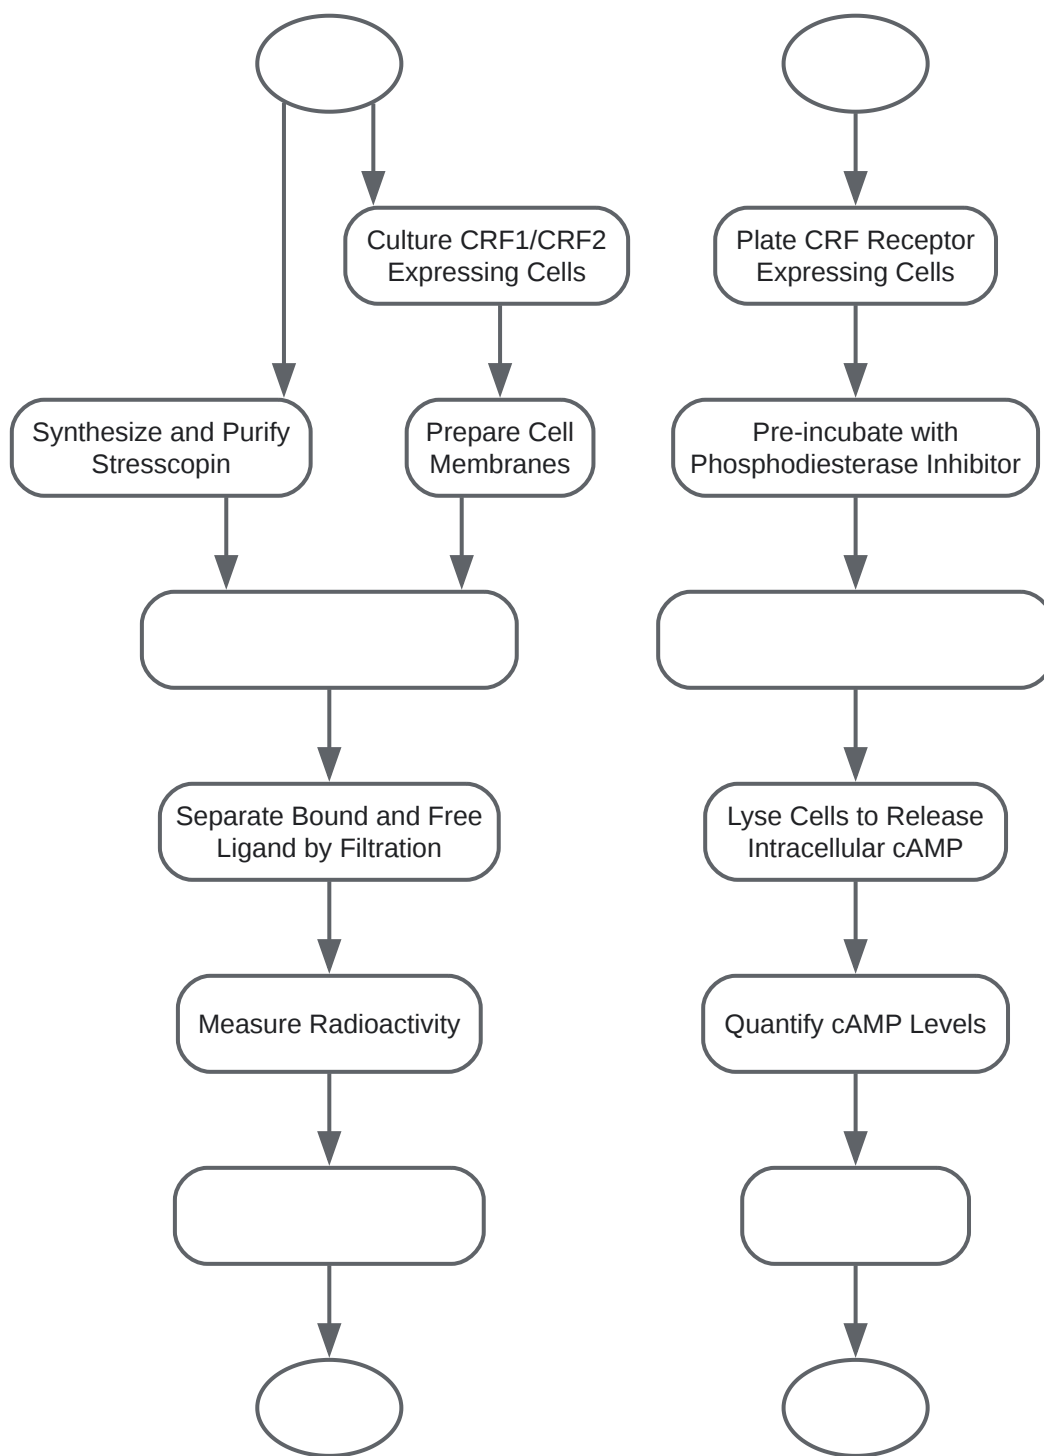 Culture CRF1/CRF2
Expressing Cells
Plate CRF Receptor
Expressing Cells
Synthesize and Purify
Stresscopin
Prepare Cell
Membranes
Pre-incubate with
Phosphodiesterase Inhibitor
Separate Bound and Free
Ligand by Filtration
Lyse Cells to Release
Intracellular cAMP
Measure Radioactivity
Quantify cAMP Levels